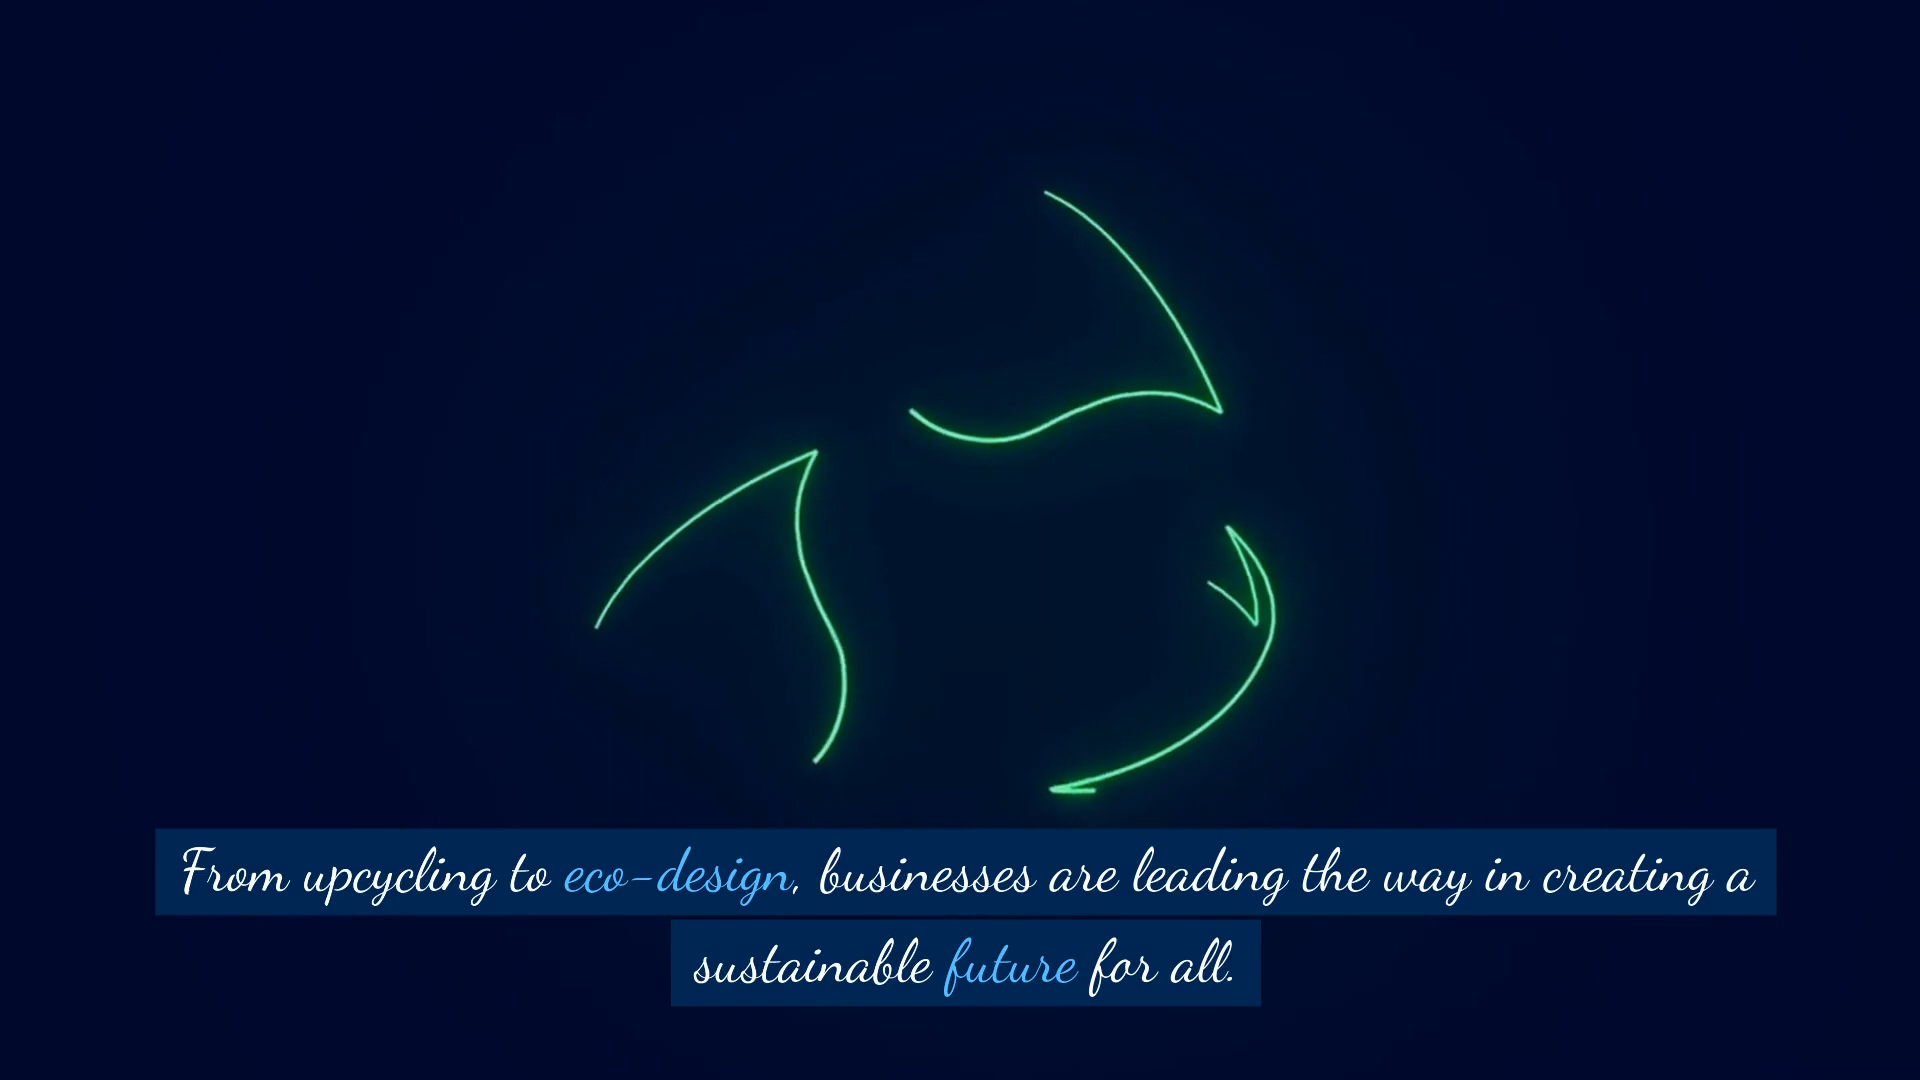 From upcycling to eco-design, businesses are leading the way in creating a
sustainable future for all.